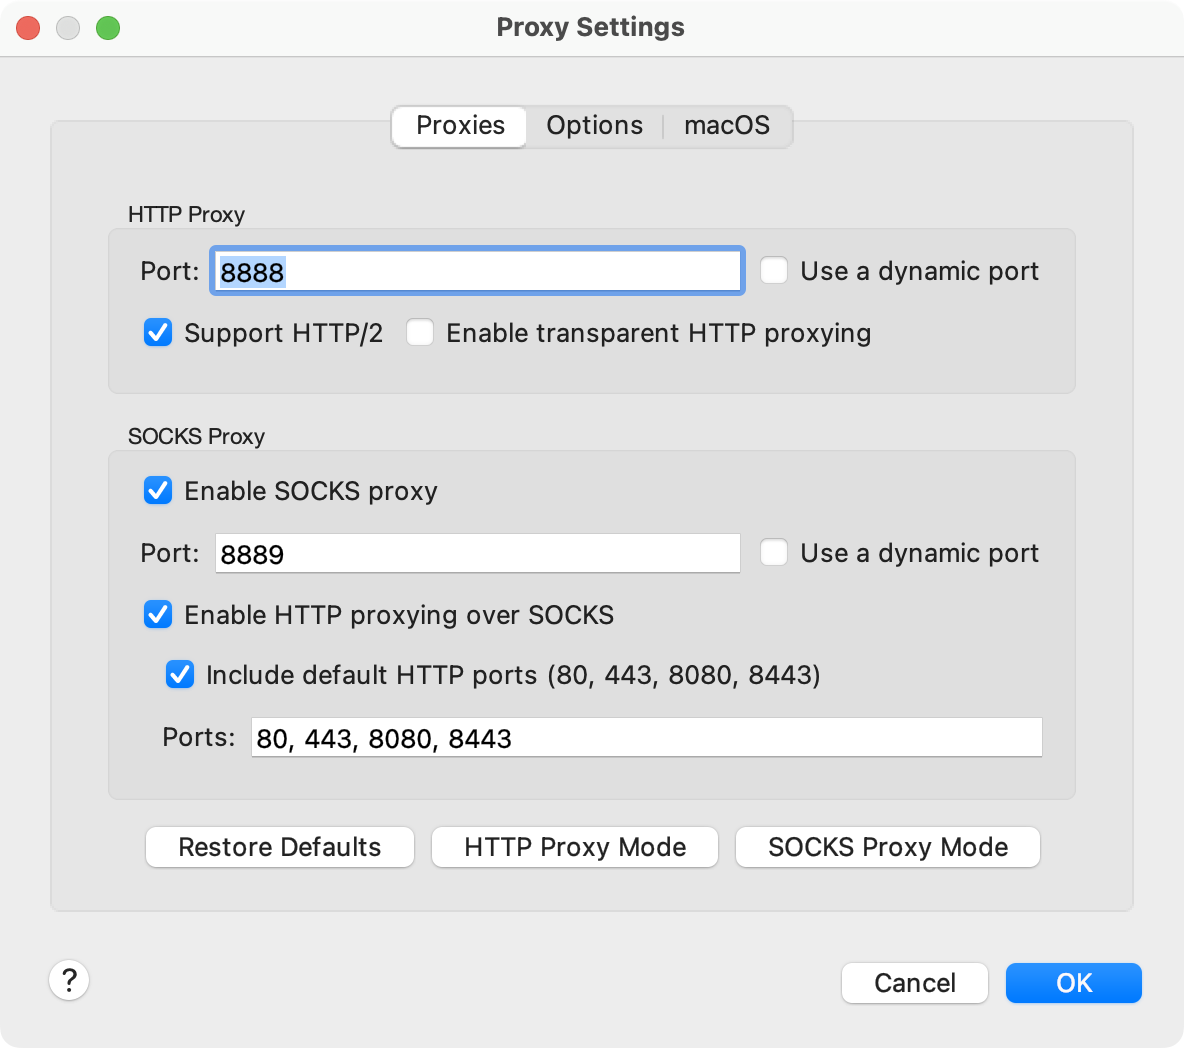 Proxy Settings
Proxies Options macOS
HTTP Proxy
Port: 8888 Use a dynamic port
Support HTTP/2 Enable transparent HTTP proxying
SOCKS Proxy
Enable SOCKS proxy
Port: 8889 Use a dynamic port
Enable HTTP proxying over SOCKS
Include default HTTP ports (80, 443, 8080, 8443)
Ports: 80, 443, 8080, 8443
Restore Defaults HTTP Proxy Mode SOCKS Proxy Mode
? Cancel OK